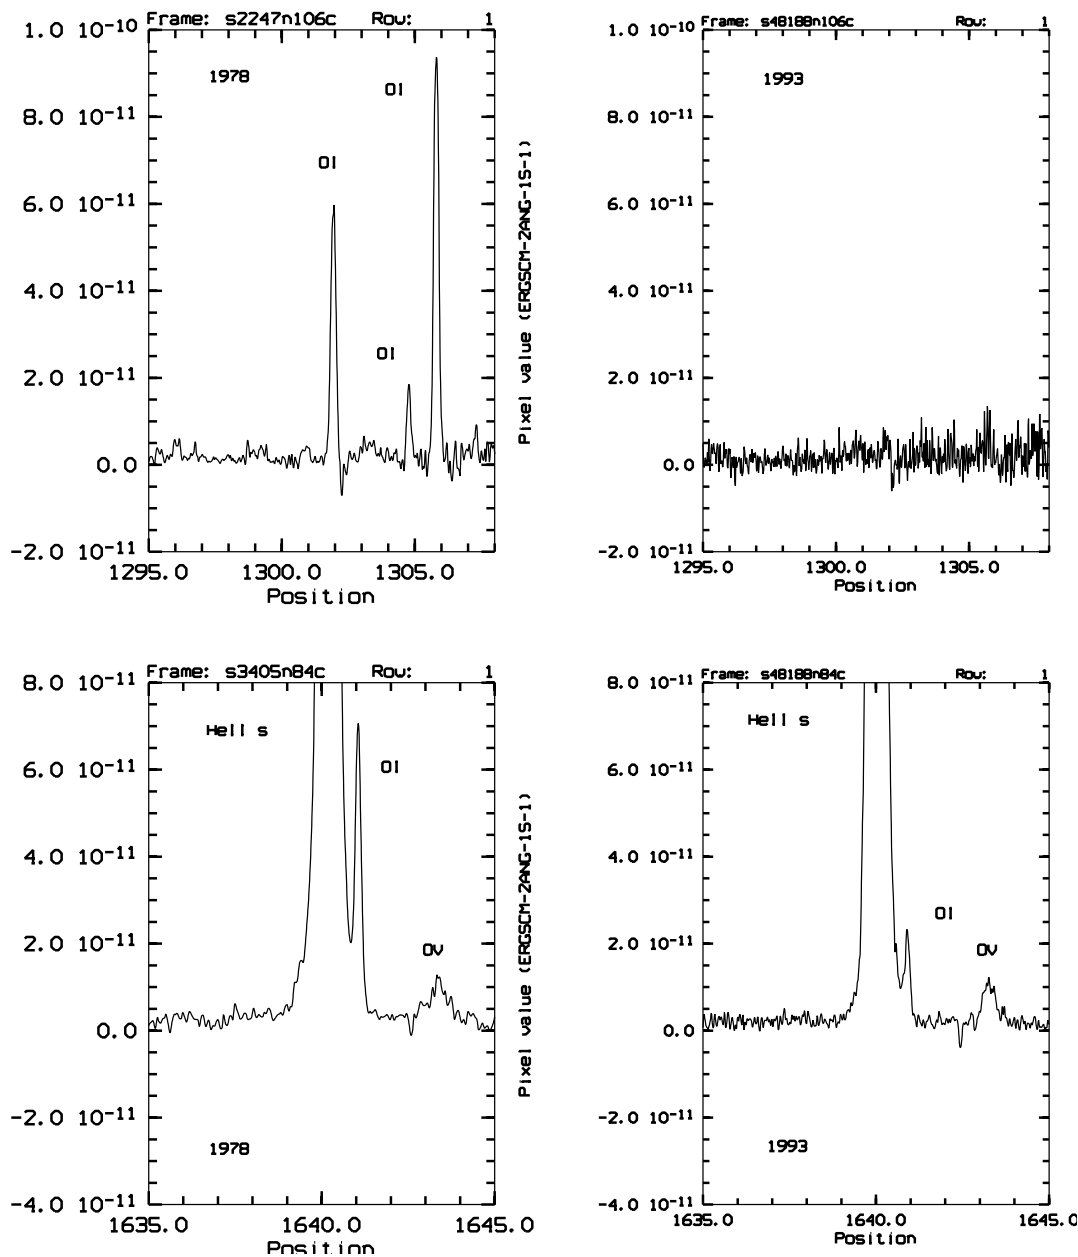 Frame: s2247n106c Row: 1
1.0 10-10
8.0 10-11
6.0 10-11
4.0 10-11
2.0 10-11
0.0
-2.0 10-11
1978
OI
OI
OI
1295.0 1300.0 1305.0
Position
Pixel value (ERGSCM-2ANG-1S-1)
Frame: s48188n106c Row: 1
1.0 10-10
8.0 10-11
6.0 10-11
4.0 10-11
2.0 10-11
0.0
-2.0 10-11
1993
1295.0 1300.0 1305.0
Position
Frame: s3405n84c Row: 1
8.0 10-11
6.0 10-11
4.0 10-11
2.0 10-11
0.0
-2.0 10-11
-4.0 10-11
HeII s
OI
OV
1978
1635.0 1640.0 1645.0
Position
Pixel value (ERGSCM-2ANG-1S-1)
Frame: s48188n84c Row: 1
8.0 10-11
6.0 10-11
4.0 10-11
2.0 10-11
0.0
-2.0 10-11
-4.0 10-11
HeII s
OI
OV
1993
1635.0 1640.0 1645.0
Position